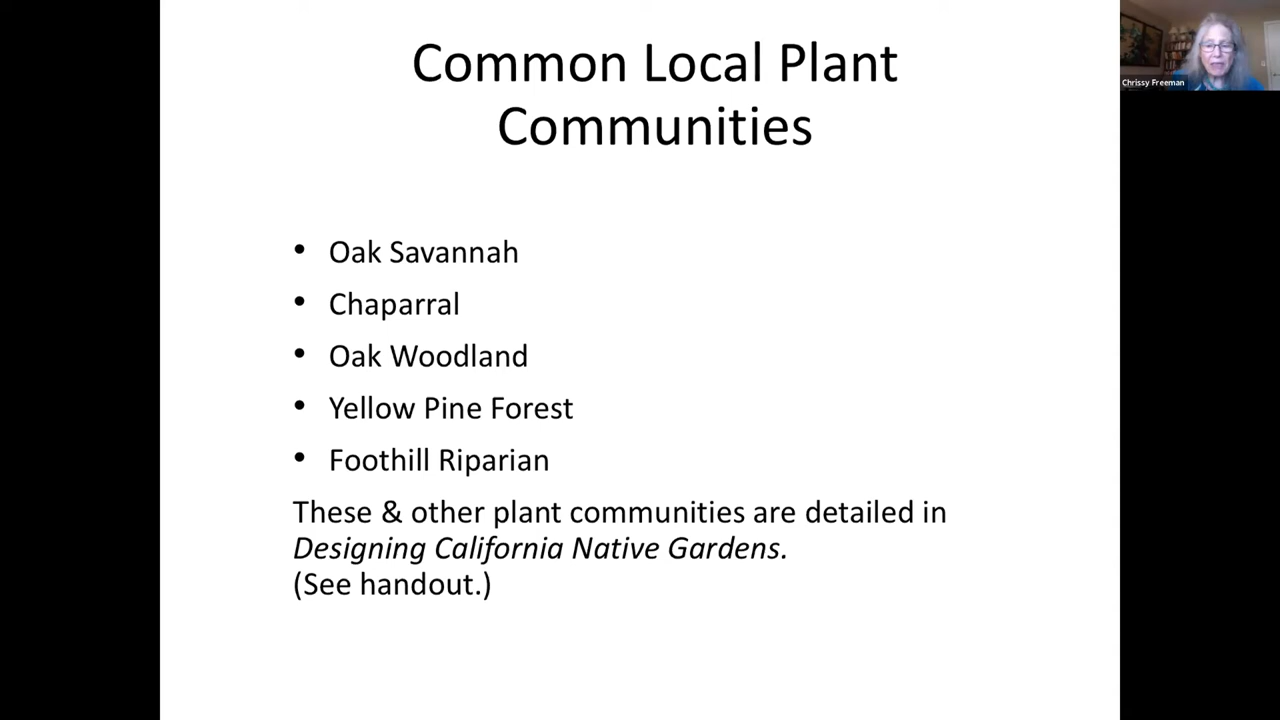 Common Local Plant
Communities
Chrissy Freeman
• Oak Savannah
• Chaparral
• Oak Woodland
• Yellow Pine Forest
• Foothill Riparian
These & other plant communities are detailed in
Designing California Native Gardens.
(See handout.)